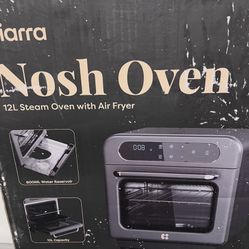 iarra
Nosh Oven
12L Steam Oven with Air Fryer
800ML Water Reservoir
12L Capacity